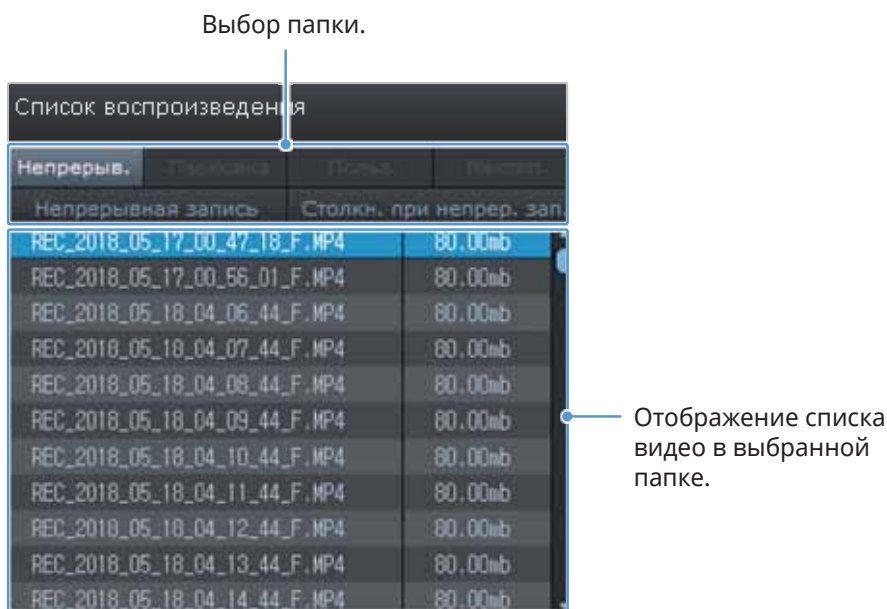 Выбор папки.
Список воспроизведения
Непрерыв. Парковка Польз.
Непрерывная запись Столкн. при непрер. зап.
REC_2018_05_17_00_47_18_F.MP4 80.00mb
REC_2018_05_17_00_56_01_F.MP4 80.00mb
REC_2018_05_18_04_06_44_F.MP4 80.00mb
REC_2018_05_18_04_07_44_F.MP4 80.00mb
REC_2018_05_18_04_08_44_F.MP4 80.00mb
REC_2018_05_18_04_09_44_F.MP4 80.00mb
REC_2018_05_18_04_10_44_F.MP4 80.00mb
REC_2018_05_18_04_11_44_F.MP4 80.00mb
REC_2018_05_18_04_12_44_F.MP4 80.00mb
REC_2018_05_18_04_13_44_F.MP4 80.00mb
REC_2018_05_18_04_14_44_F.MP4 80.00mb
Отображение списка
видео в выбранной
папке.